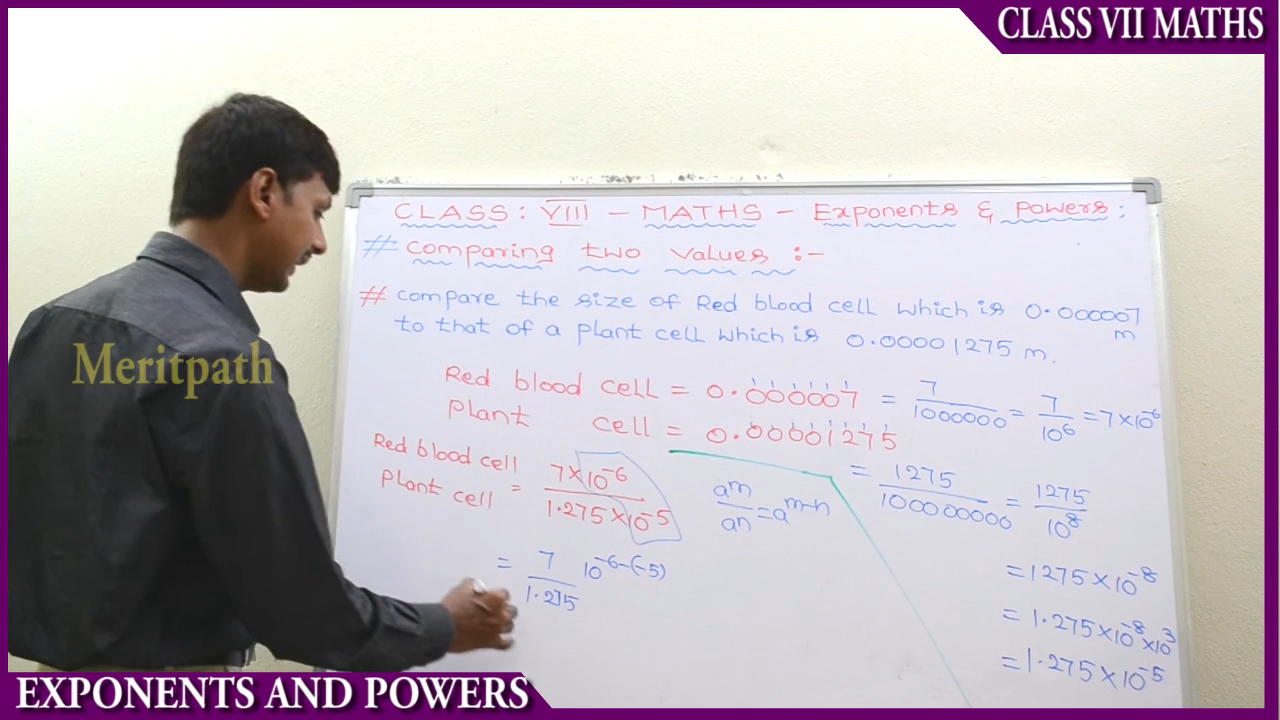 CLASS VII MATHS
CLASS: VIII - MATHS - Exponents & Powers:
# Comparing two values :-
# compare the size of Red blood cell which is 0.000007 m
to that of a plant cell which is 0.00001275 m.
Red blood cell = 0.000007 = 7/1000000 = 7/10^6 = 7×10^-6
Plant cell = 0.00001275
= 1275/100000000 = 1275/10^8
= 1275×10^-8
= 1.275×10^-8×10^3
= 1.275×10^-5
Red blood cell / Plant cell = 7×10^-6 / 1.275×10^-5
a^m/a^n = a^m-n
= 7/1.275 10^-6-(-5)
Meritpath
EXPONENTS AND POWERS